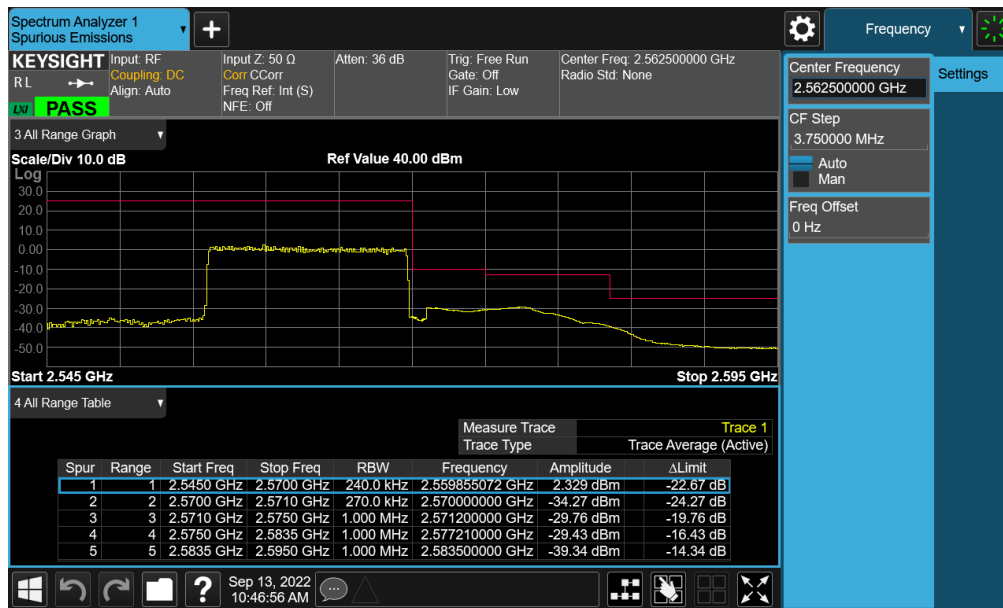 Spectrum Analyzer 1
Spurious Emissions
+
Frequency
KEYSIGHT
R L
LXI PASS
Input: RF
Coupling: DC
Align: Auto
Input Z: 50 Ω
Corr CCorr
Freq Ref: Int (S)
NFE: Off
Atten: 36 dB
Trig: Free Run
Gate: Off
IF Gain: Low
Center Freq: 2.562500000 GHz
Radio Std: None
Center Frequency
2.562500000 GHz
Settings
CF Step
3.750000 MHz
Auto
Man
Freq Offset
0 Hz
3 All Range Graph
Scale/Div 10.0 dB Ref Value 40.00 dBm
Log
30.0
20.0
10.0
0.00
-10.0
-20.0
-30.0
-40.0
-50.0
Start 2.545 GHz Stop 2.595 GHz
4 All Range Table
Measure Trace Trace 1
Trace Type Trace Average (Active)
Spur Range Start Freq Stop Freq RBW Frequency Amplitude ΔLimit
1 1 2.5450 GHz 2.5700 GHz 240.0 kHz 2.559855072 GHz 2.329 dBm -22.67 dB
2 2 2.5700 GHz 2.5710 GHz 270.0 kHz 2.570000000 GHz -34.27 dBm -24.27 dB
3 3 2.5710 GHz 2.5750 GHz 1.000 MHz 2.571200000 GHz -29.76 dBm -19.76 dB
4 4 2.5750 GHz 2.5835 GHz 1.000 MHz 2.577210000 GHz -29.43 dBm -16.43 dB
5 5 2.5835 GHz 2.5950 GHz 1.000 MHz 2.583500000 GHz -39.34 dBm -14.34 dB
?
Sep 13, 2022
10:46:56 AM